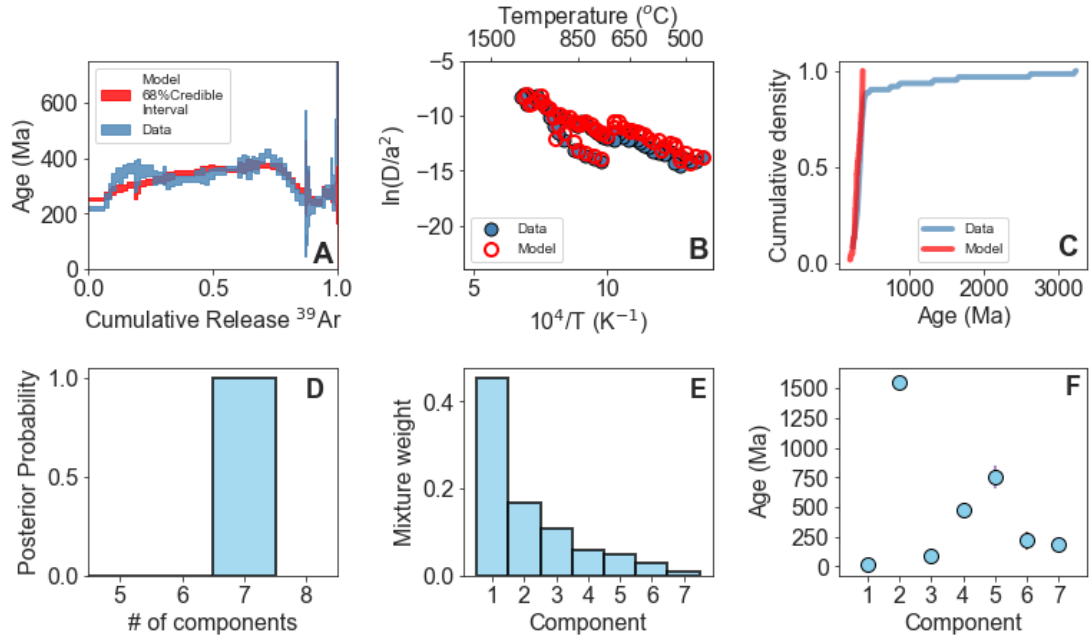 Model
68%Credible
Interval
Data
600
400
200
0
0.0 0.5 1.0
Age (Ma)
Cumulative Release ³⁹Ar
A
Temperature (°C)
1500 850 650 500
−5
−10
−15
−20
5 10
ln(D/a²)
10⁴/T (K⁻¹)
Data
Model
B
1.0
0.5
0.0
1000 2000 3000
Cumulative density
Age (Ma)
Data
Model
C
1.0
0.5
0.0
5 6 7 8
Posterior Probability
# of components
D
0.4
0.2
0.0
1 2 3 4 5 6 7
Mixture weight
Component
E
1500
1250
1000
750
500
250
0
1 2 3 4 5 6 7
Age (Ma)
Component
F